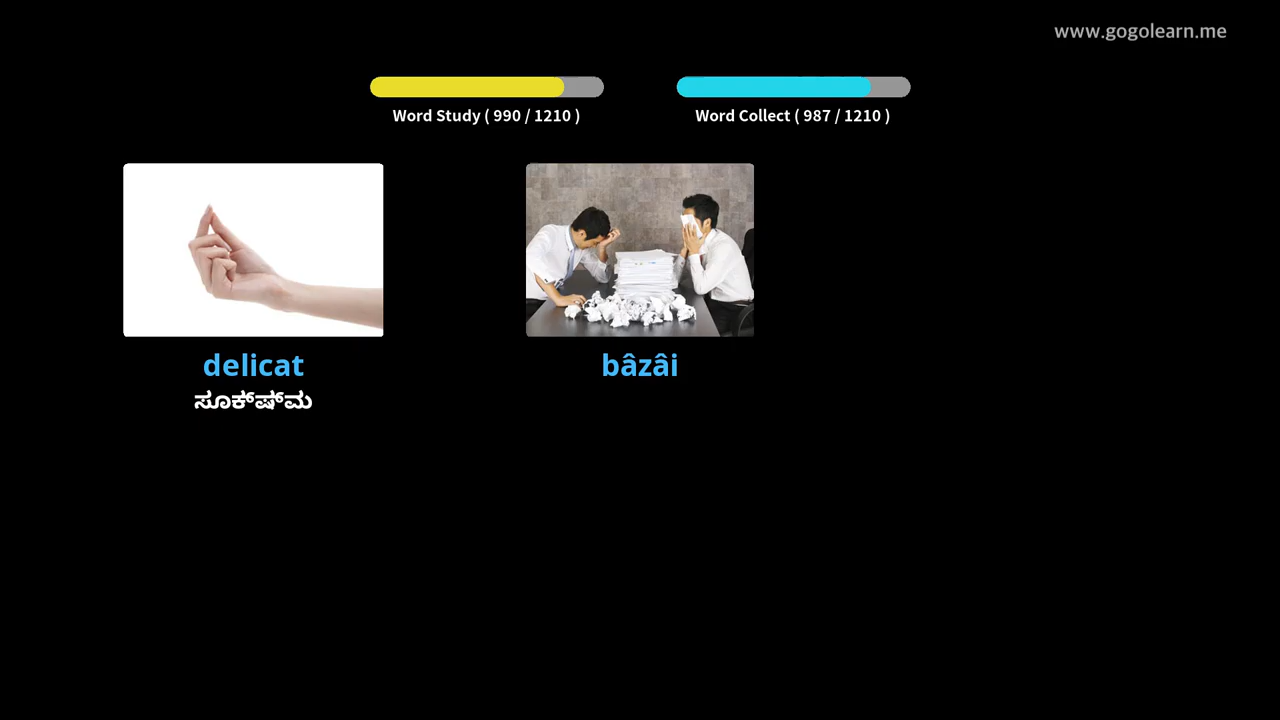 www.gogolearn.me
Word Study ( 990 / 1210 )
Word Collect ( 987 / 1210 )
delicat
ಸೂಕ್‌ಷ್‌ಮ
bâzâi